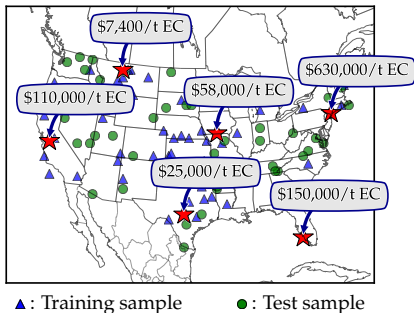 $7,400/t EC
$630,000/t EC
$110,000/t EC
$58,000/t EC
$25,000/t EC
$150,000/t EC
▲: Training sample ●: Test sample